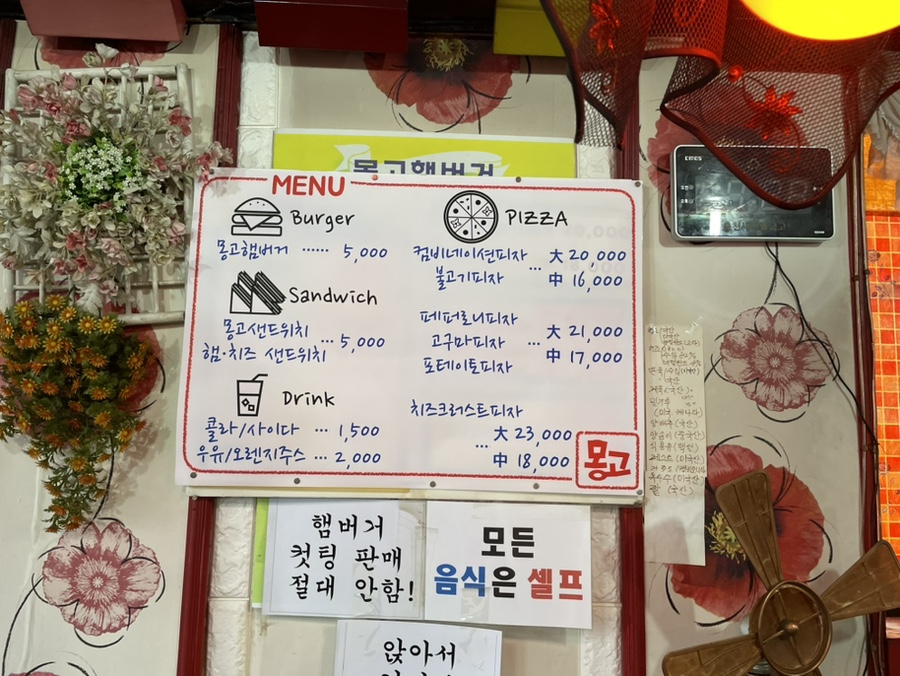 몽고햄버거
MENU
Burger
몽고햄버거 ...... 5,000
Sandwich
몽고샌드위치
햄·치즈 샌드위치 ... 5,000
Drink
콜라/사이다 ... 1,500
우유/오렌지주스 ... 2,000
PIZZA
컴비네이션피자
불고기피자
... 大 20,000
中 16,000
페퍼로니피자
고구마피자
포테이토피자
... 大 21,000
中 17,000
치즈크러스트피자
... 大 23,000
中 18,000
몽고
햄버거
컷팅 판매
절대 안함!
모든
음식은 셀프
앉아서